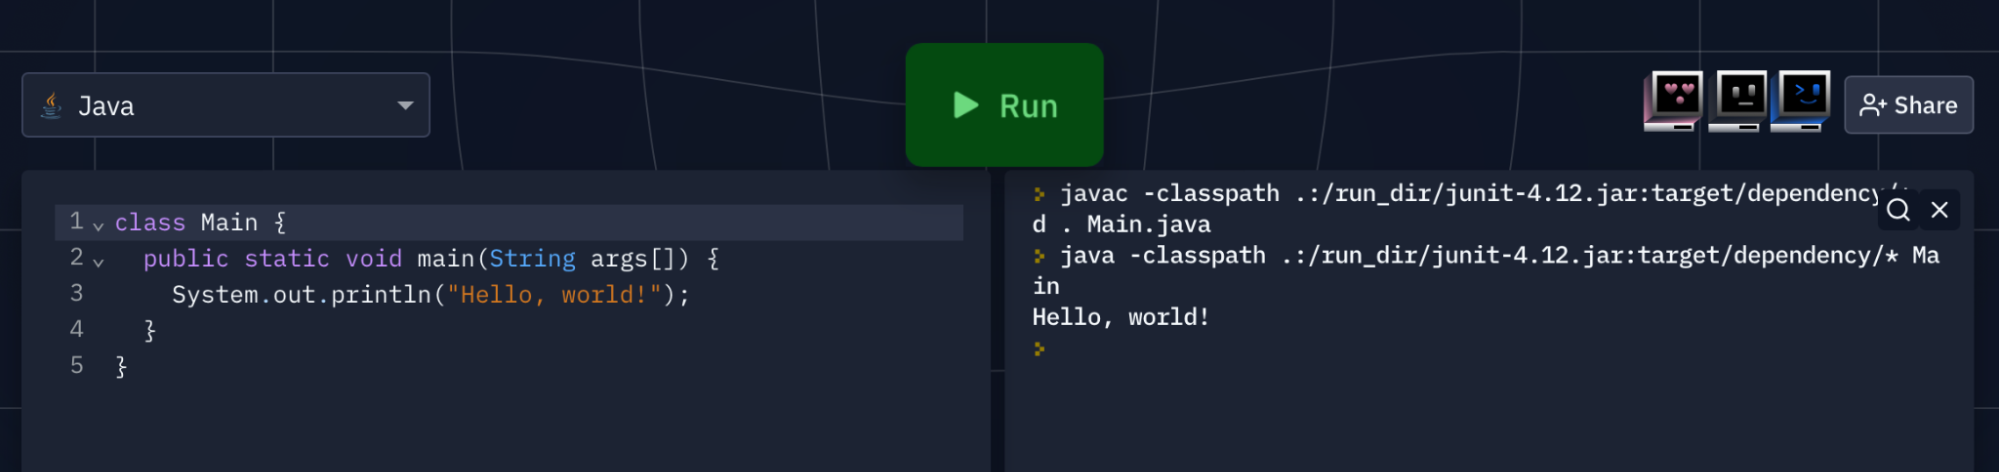 Java
Run
Share
1 class Main {
2 public static void main(String args[]) {
3 System.out.println("Hello, world!");
4 }
5 }
> javac -classpath .:/run_dir/junit-4.12.jar:target/dependency/
d . Main.java
> java -classpath .:/run_dir/junit-4.12.jar:target/dependency/* Ma
in
Hello, world!
>